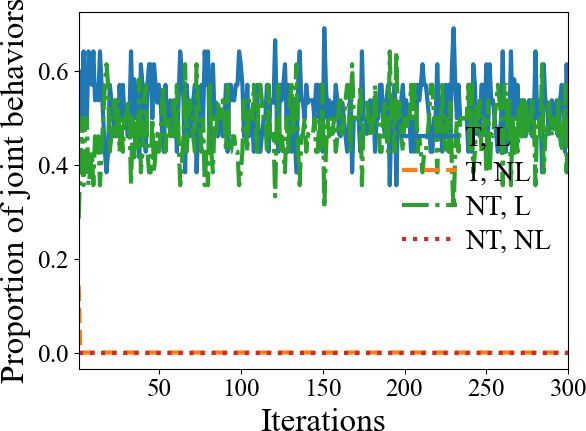 Proportion of joint behaviors
0.6
0.4
0.2
0.0
T, L
T, NL
NT, L
NT, NL
50 100 150 200 250 300
Iterations